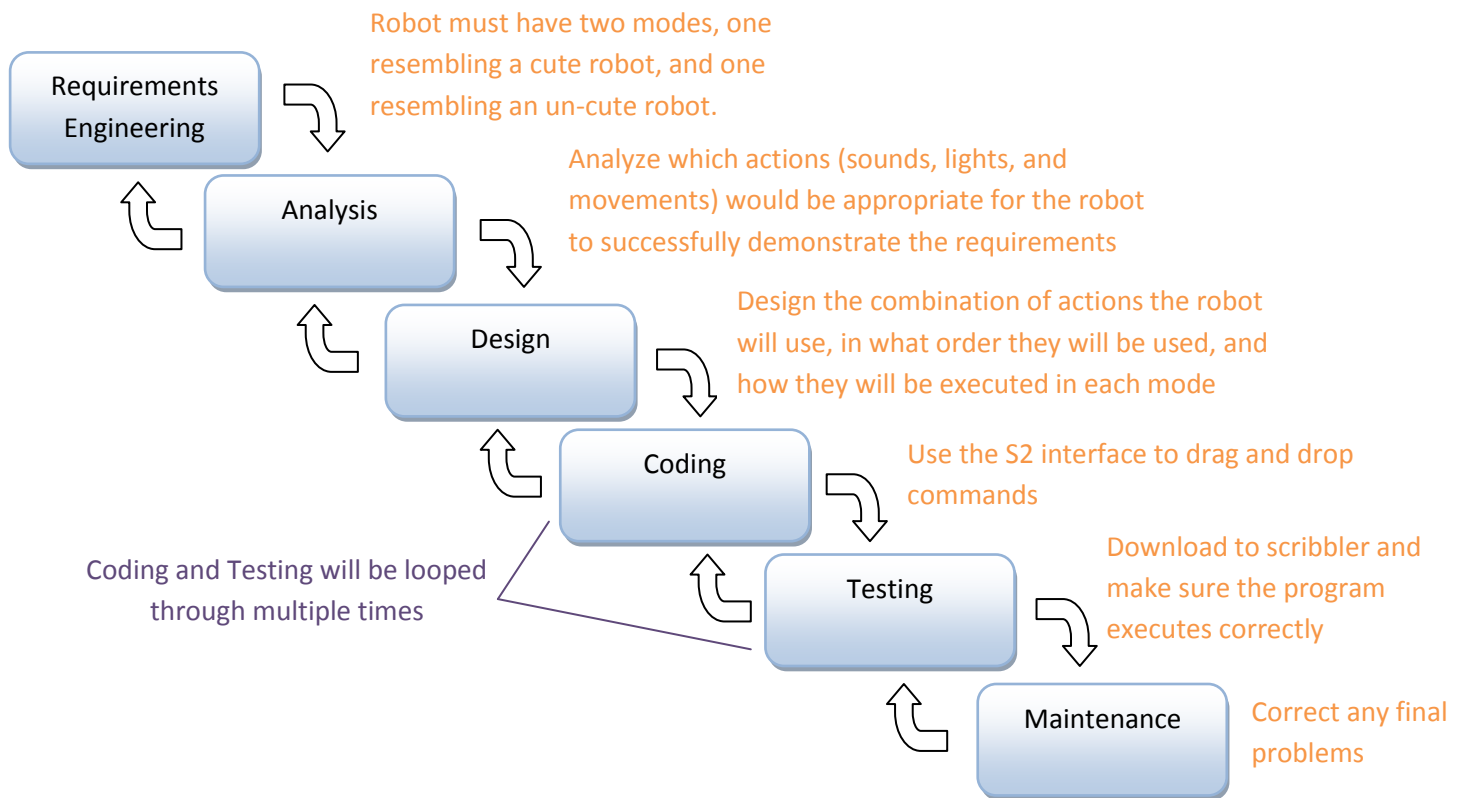 Robot must have two modes, one
resembling a cute robot, and one
resembling an un-cute robot.
Requirements
Engineering
Analyze which actions (sounds, lights, and
movements) would be appropriate for the robot
to successfully demonstrate the requirements
Analysis
Design the combination of actions the robot
will use, in what order they will be used, and
how they will be executed in each mode
Design
Use the S2 interface to drag and drop
commands
Coding
Coding and Testing will be looped
through multiple times
Download to scribbler and
make sure the program
executes correctly
Testing
Maintenance
Correct any final
problems